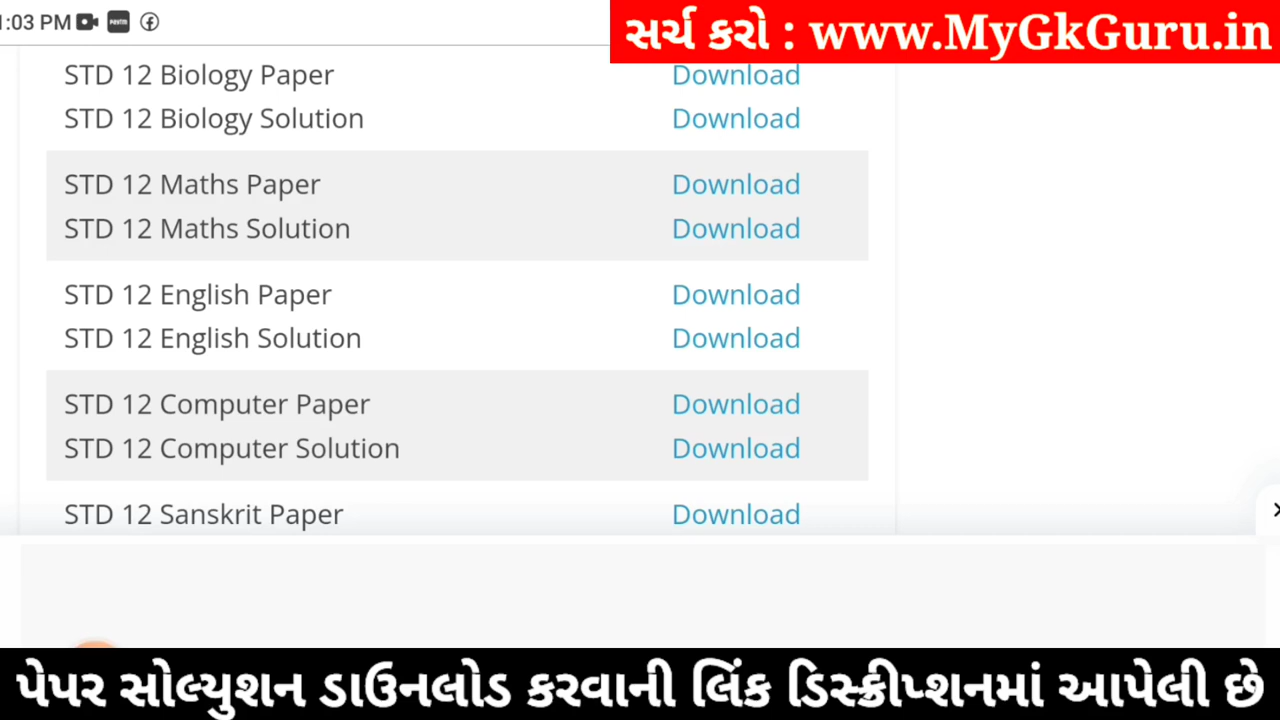 1:03 PM
સર્ચ કરો : www.MyGkGuru.in
STD 12 Biology Paper Download
STD 12 Biology Solution Download
STD 12 Maths Paper Download
STD 12 Maths Solution Download
STD 12 English Paper Download
STD 12 English Solution Download
STD 12 Computer Paper Download
STD 12 Computer Solution Download
STD 12 Sanskrit Paper Download
પેપર સોલ્યુશન ડાઉનલોડ કરવાની લિંક ડિસ્ક્રીપ્શનમાં આપેલી છે